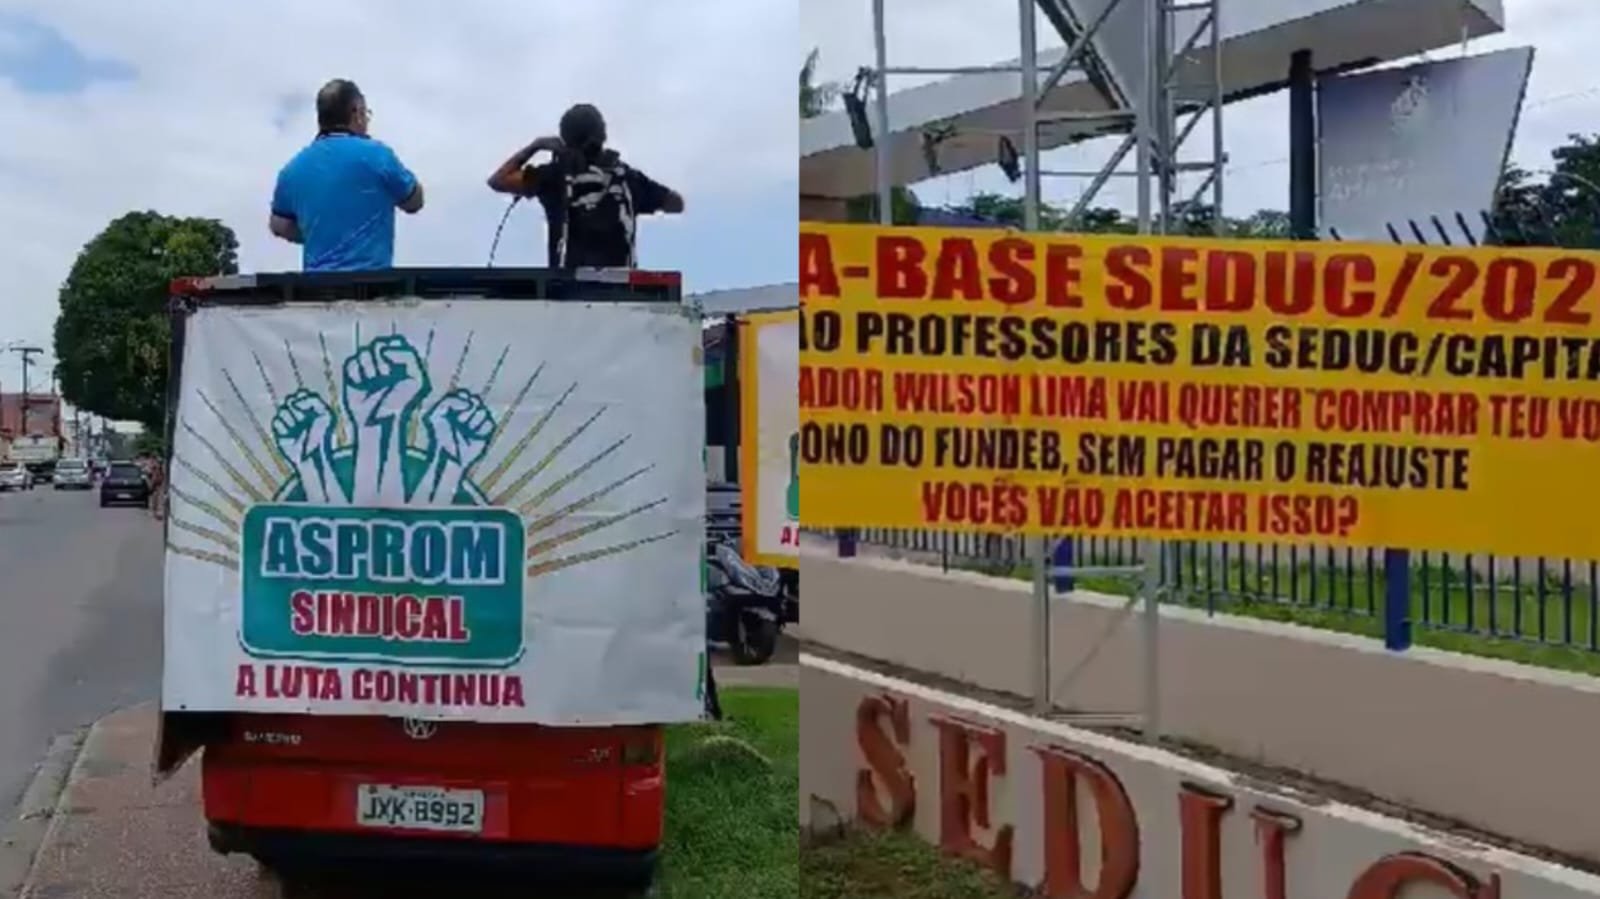 ASPROM
SINDICAL
A LUTA CONTINUA
JXK-8992
A-BASE SEDUC/202
ÃO PROFESSORES DA SEDUC/CAPITA
ADOR WILSON LIMA VAI QUERER COMPRAR TEU VO
ONO DO FUNDEB, SEM PAGAR O REAJUSTE
VOCÊS VÃO ACEITAR ISSO?
SEDUC